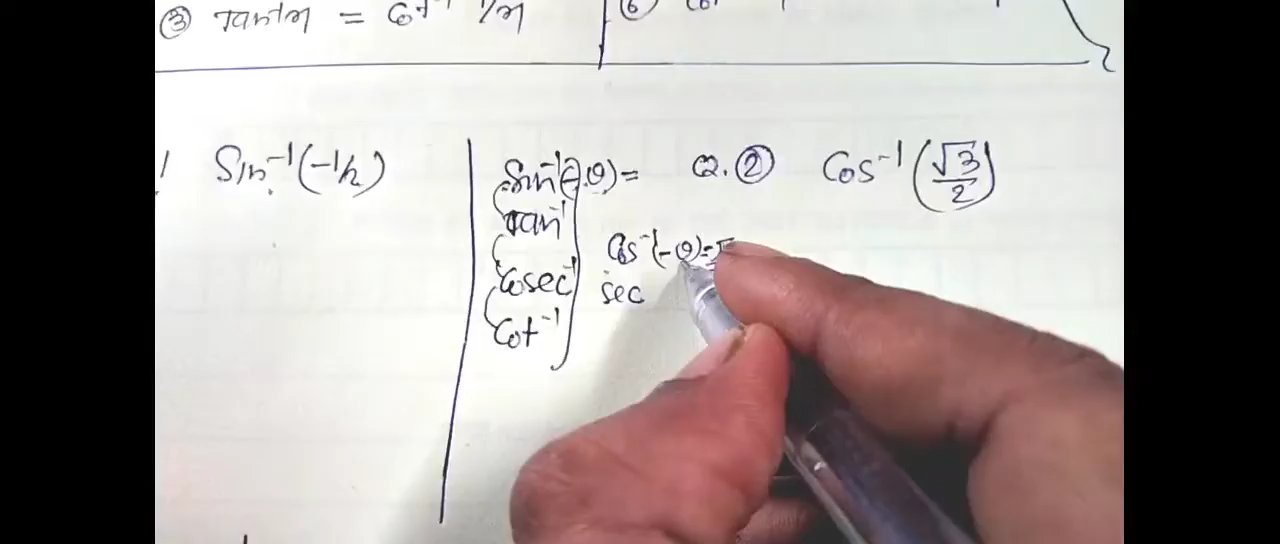 ③ Tan⁻¹x = Cot⁻¹ 1/x
⑥ Cot
Sin⁻¹(-1/2)
Sin⁻¹(-θ) =
tan⁻¹
Cosec⁻¹
Cot⁻¹
Cos⁻¹(-θ) =
Sec
Q. ② Cos⁻¹(√3/2)